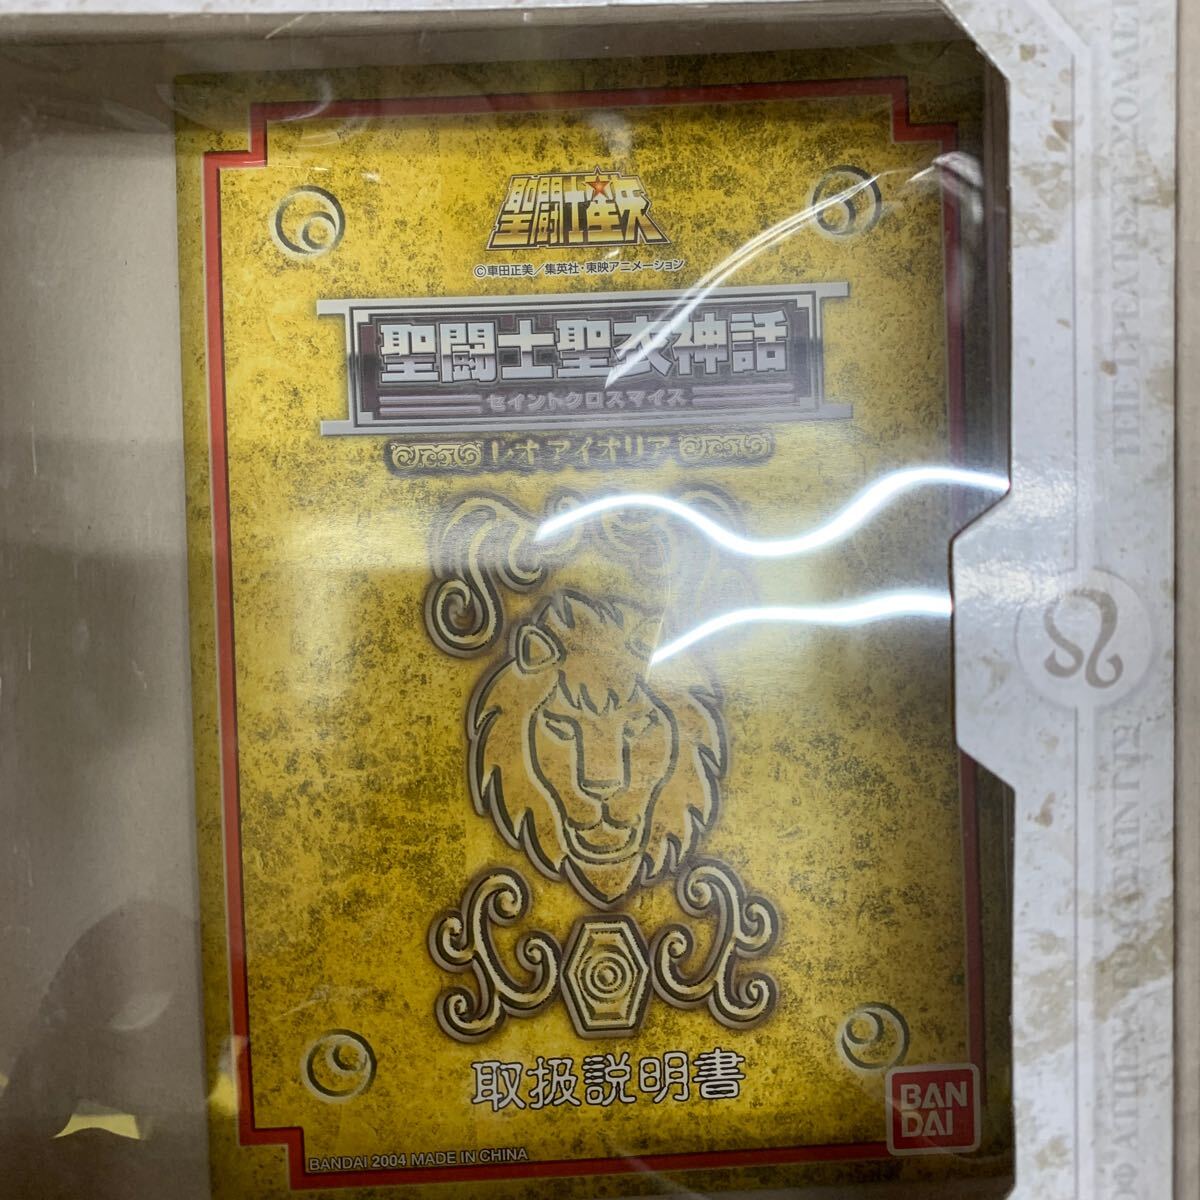 聖闘士星矢
©車田正美／集英社・東映アニメーション
聖闘士聖衣神話
セイントクロスマイス
レオ アイオリア
取扱説明書
BAN
DAI
BANDAI 2004 MADE IN CHINA